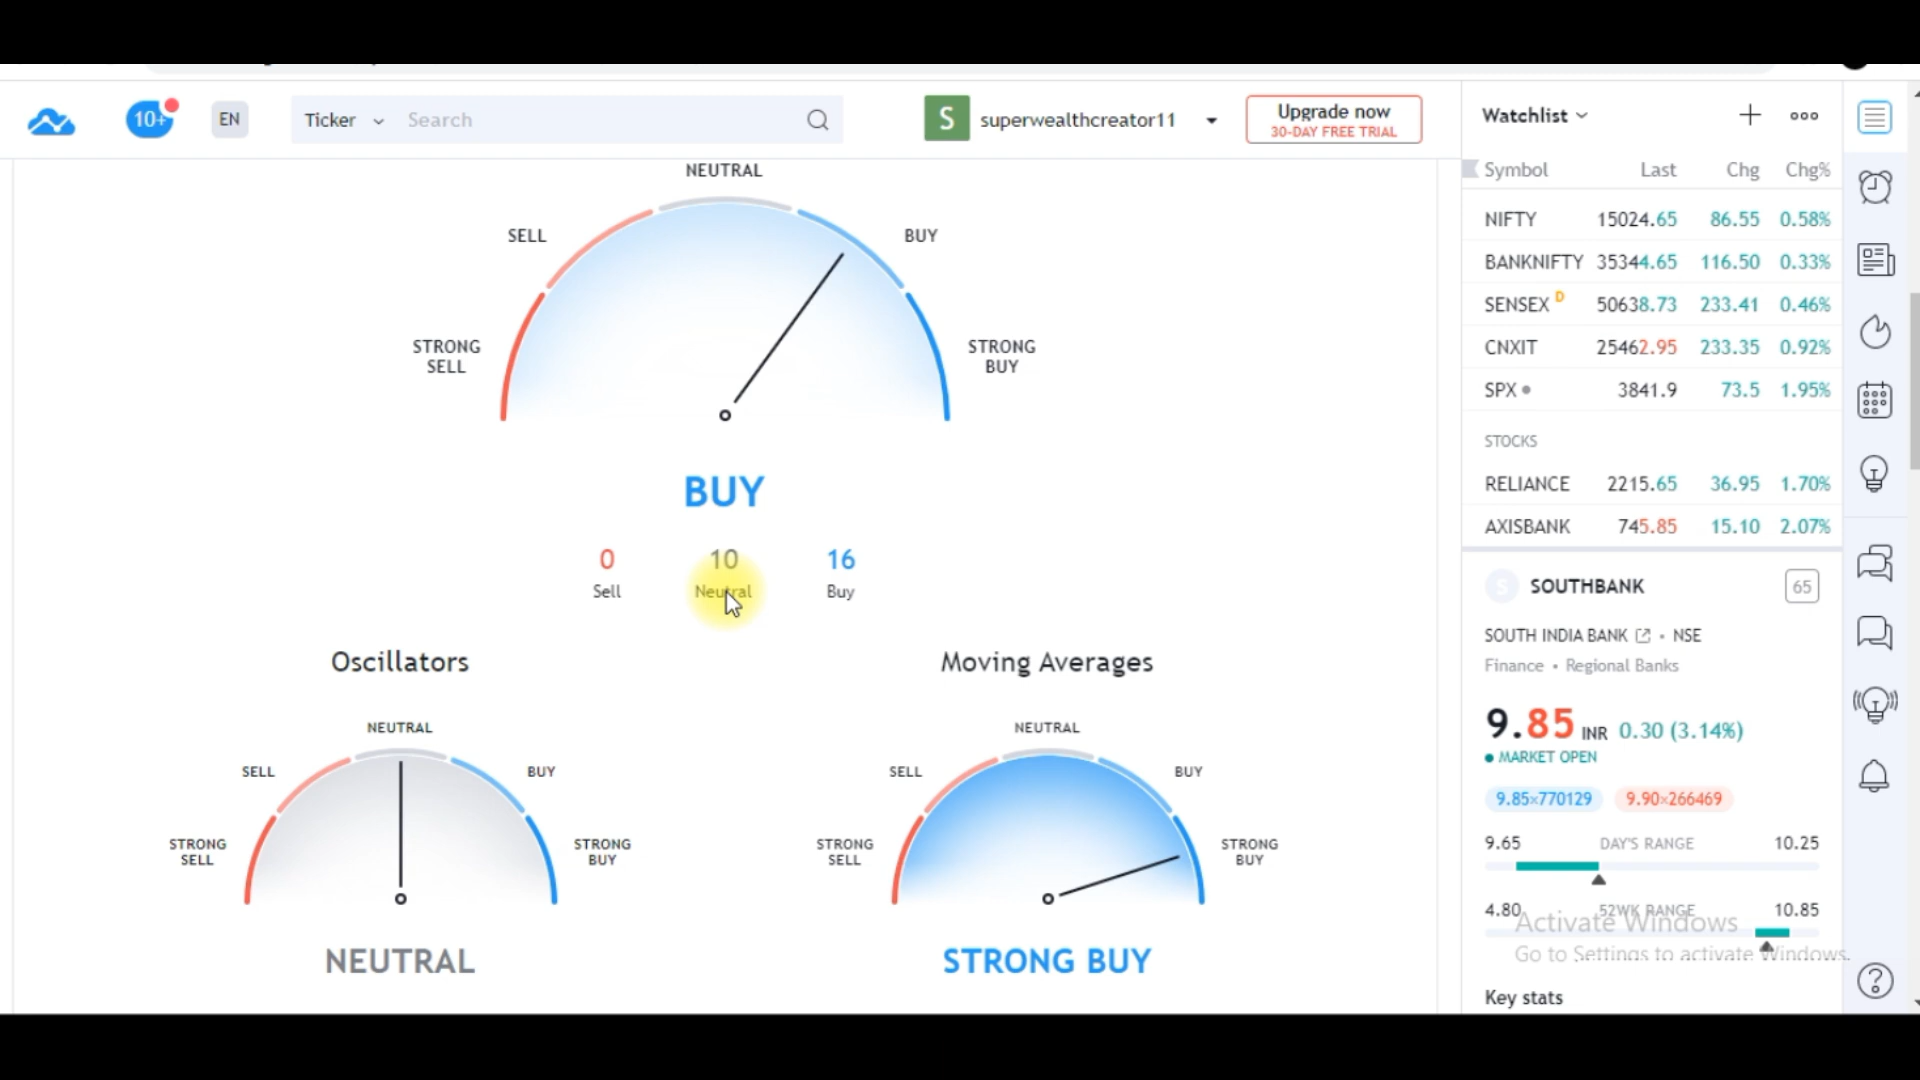 10+
EN
Ticker
Search
S
superwealthcreator11
Upgrade now
30-DAY FREE TRIAL
NEUTRAL
SELL
BUY
STRONG SELL
STRONG BUY
BUY
0 10 16
Sell Neutral Buy
Oscillators
NEUTRAL
SELL
BUY
STRONG SELL
STRONG BUY
NEUTRAL
Moving Averages
NEUTRAL
SELL
BUY
STRONG SELL
STRONG BUY
STRONG BUY
Watchlist
Symbol Last Chg Chg%
NIFTY 15024.65 86.55 0.58%
BANKNIFTY 35344.65 116.50 0.33%
SENSEX D 50638.73 233.41 0.46%
CNXIT 25462.95 233.35 0.92%
SPX 3841.9 73.5 1.95%
STOCKS
RELIANCE 2215.65 36.95 1.70%
AXISBANK 745.85 15.10 2.07%
S SOUTHBANK 65
SOUTH INDIA BANK • NSE
Finance • Regional Banks
9.85 INR 0.30 (3.14%)
MARKET OPEN
9.85×770129 9.90×266469
9.65 DAY'S RANGE 10.25
4.80 52WK RANGE 10.85
Activate Windows
Go to Settings to activate Windows.
Key stats